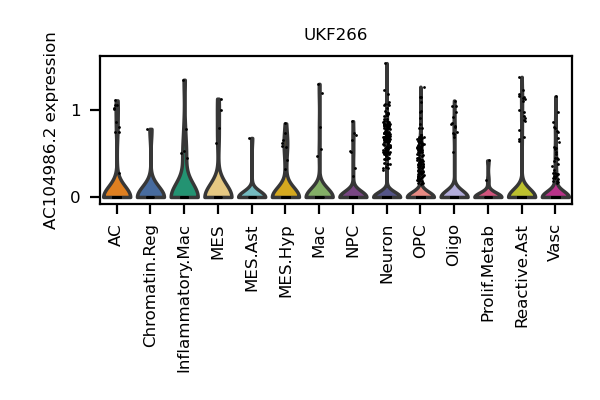 UKF266
AC104986.2 expression
1
0
AC
Chromatin.Reg
Inflammatory.Mac
MES
MES.Ast
MES.Hyp
Mac
NPC
Neuron
OPC
Oligo
Prolif.Metab
Reactive.Ast
Vasc